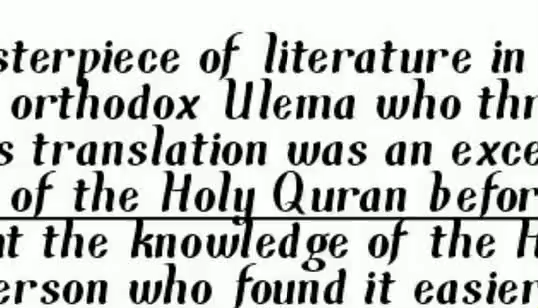 sterpiece of literature in
orthodox Ulema who thr
s translation was an exce
of the Holy Quran befor
t the knowledge of the H
erson who found it easier